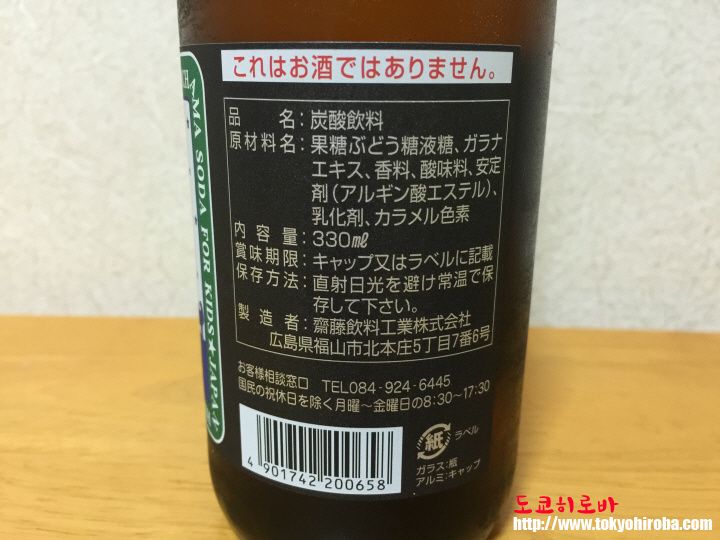 これはお酒ではありません。
品名：炭酸飲料
原材料名：果糖ぶどう糖液糖、ガラナ
エキス、香料、酸味料、安定
剤(アルギン酸エステル)、
乳化剤、カラメル色素
内容量：330㎖
賞味期限：キャップ又はラベルに記載
保存方法：直射日光を避け常温で保
存して下さい。
製造者：齋藤飲料工業株式会社
広島県福山市北本庄5丁目7番6号
お客様相談窓口 TEL084-924-6445
国民の祝休日を除く月曜～金曜日の8:30～17:30
4 901742 200658
紙 ラベル
ガラス:瓶
アルミ:キャップ
MA SODA FOR KIDS★JAPAN
도쿄히로바
http://www.tokyohiroba.com